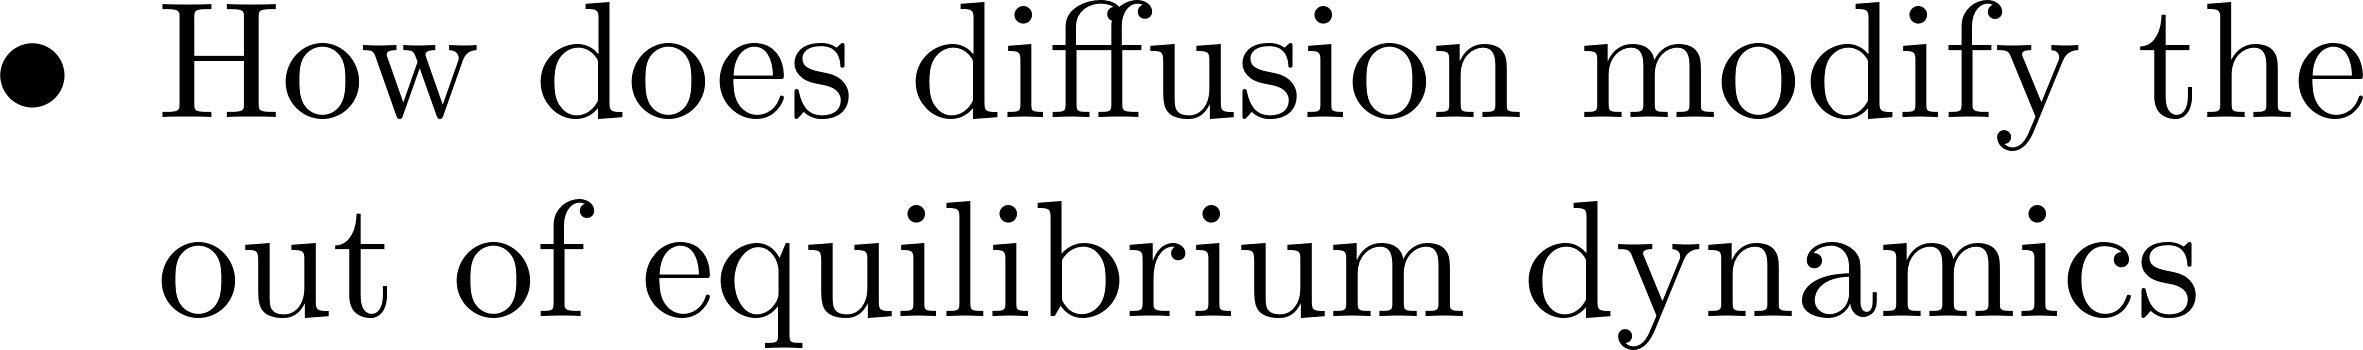 • How does diffusion modify the
out of equilibrium dynamics